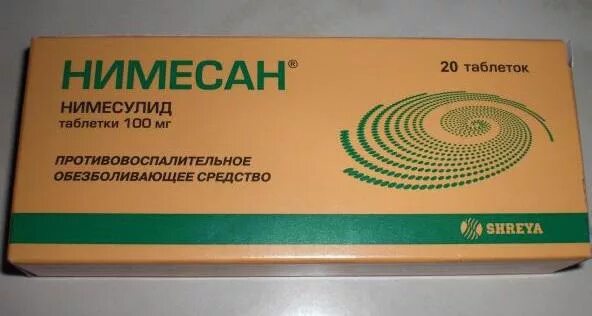 НИМЕСАН®
20 таблеток
НИМЕСУЛИД
таблетки 100 мг
ПРОТИВОВОСПАЛИТЕЛЬНОЕ
ОБЕЗБОЛИВАЮЩЕЕ СРЕДСТВО
SHREYA